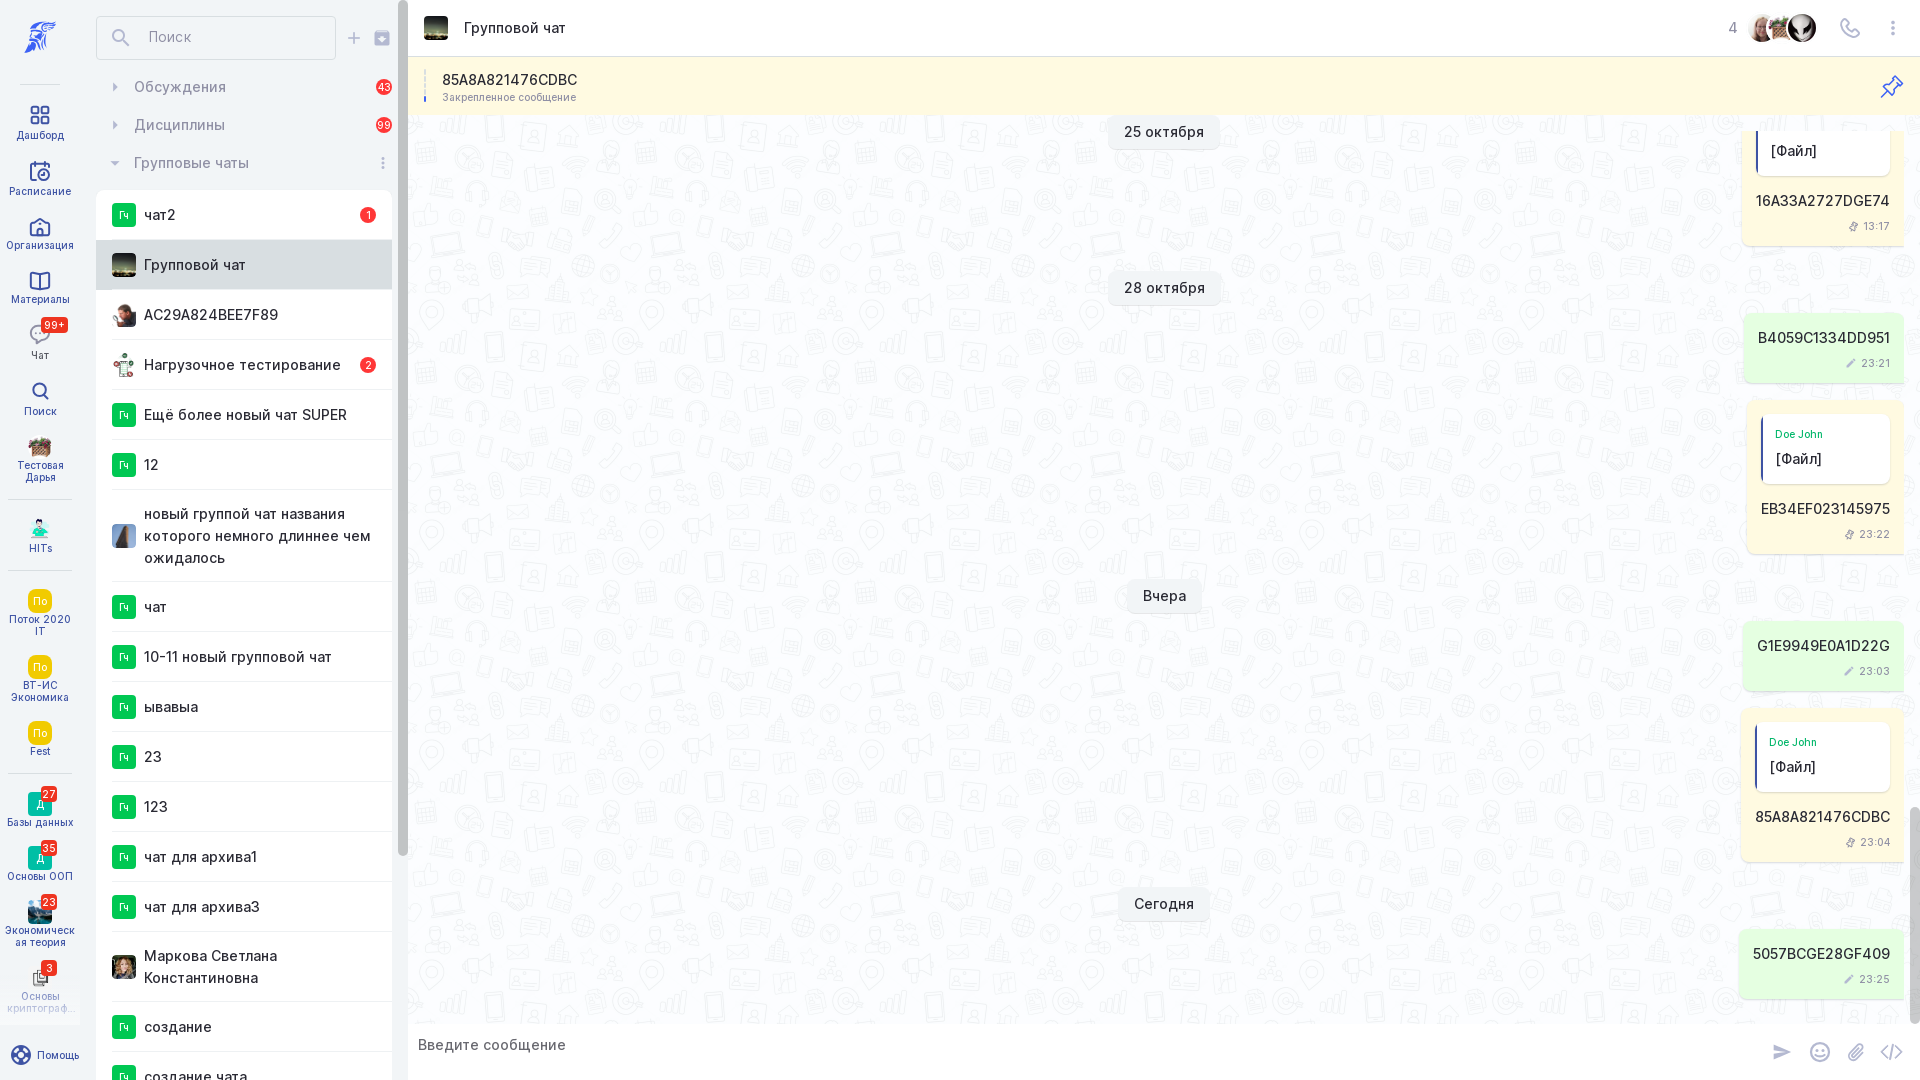 Дашборд
Расписание
Организация
Материалы
99+
Чат
Поиск
Тестовая
Дарья
HITs
По
Поток 2020
IT
По
ВТ-ИС
Экономика
По
Fest
27
Д
Базы данных
35
Д
Основы ООП
23
Экономическ
ая теория
3
Основы
криптограф...
Помощь
Поиск
Обсуждения
43
Дисциплины
99
Групповые чаты
Гч
чат2
1
Групповой чат
AC29A824BEE7F89
Нагрузочное тестирование
2
Гч
Ещё более новый чат SUPER
Гч
12
новый группой чат названия
которого немного длиннее чем
ожидалось
Гч
чат
Гч
10-11 новый групповой чат
Гч
ывавыа
Гч
23
Гч
123
Гч
чат для архива1
Гч
чат для архива3
Маркова Светлана
Константиновна
Гч
создание
Гч
создание чата
Групповой чат
4
85A8A821476CDBC
Закрепленное сообщение
25 октября
[Файл]
16A33A2727DGE74
13:17
28 октября
B4059C1334DD951
23:21
Doe John
[Файл]
EB34EF023145975
23:22
Вчера
G1E9949E0A1D22G
23:03
Doe John
[Файл]
85A8A821476CDBC
23:04
Сегодня
5057BCGE28GF409
23:25
Введите сообщение